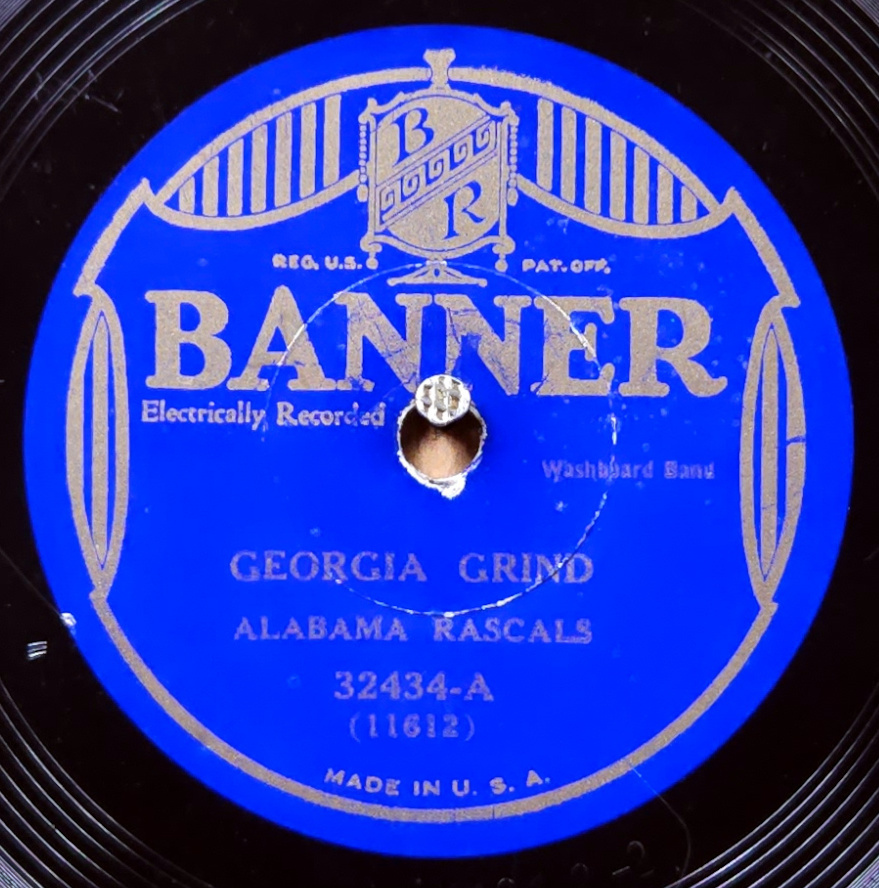 B
R
REG. U.S. PAT. OFF.
BANNER
Electrically Recorded
Washboard Band
GEORGIA GRIND
ALABAMA RASCALS
32434-A
(11612)
MADE IN U. S. A.